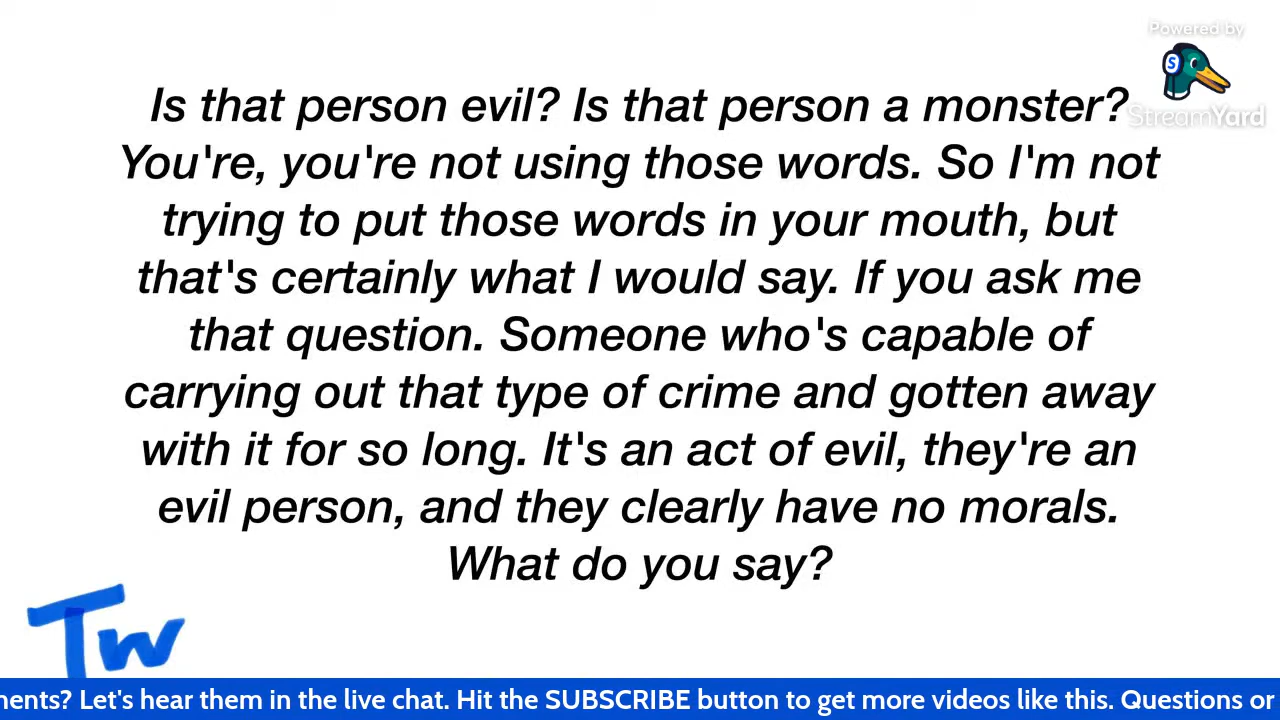 Powered by
StreamYard
Is that person evil? Is that person a monster?
You're, you're not using those words. So I'm not
trying to put those words in your mouth, but
that's certainly what I would say. If you ask me
that question. Someone who's capable of
carrying out that type of crime and gotten away
with it for so long. It's an act of evil, they're an
evil person, and they clearly have no morals.
What do you say?
Tw
nents? Let's hear them in the live chat. Hit the SUBSCRIBE button to get more videos like this. Questions or